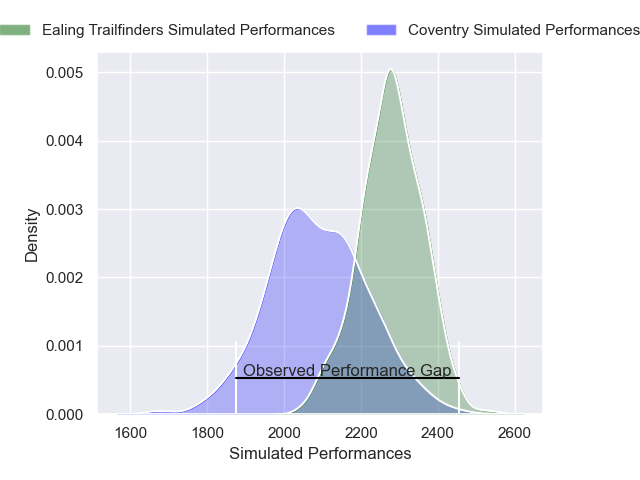 Ealing Trailfinders Simulated Performances
Coventry Simulated Performances
0.005
0.004
0.003
0.002
0.001
0.000
Density
Observed Performance Gap
1600
1800
2000
2200
2400
2600
Simulated Performances